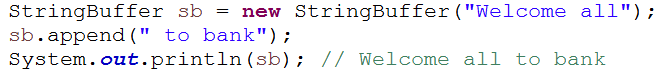 StringBuffer sb = new StringBuffer("Welcome all");
sb.append(" to bank");
System.out.println(sb); // Welcome all to bank